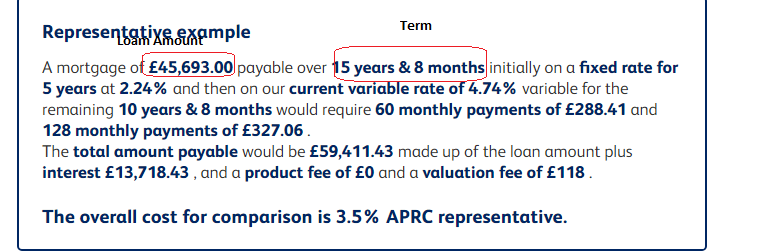 Term
Representative example
Loam Amount
A mortgage of £45,693.00 payable over 15 years & 8 months initially on a fixed rate for
5 years at 2.24% and then on our current variable rate of 4.74% variable for the
remaining 10 years & 8 months would require 60 monthly payments of £288.41 and
128 monthly payments of £327.06 .
The total amount payable would be £59,411.43 made up of the loan amount plus
interest £13,718.43 , and a product fee of £0 and a valuation fee of £118 .
The overall cost for comparison is 3.5% APRC representative.